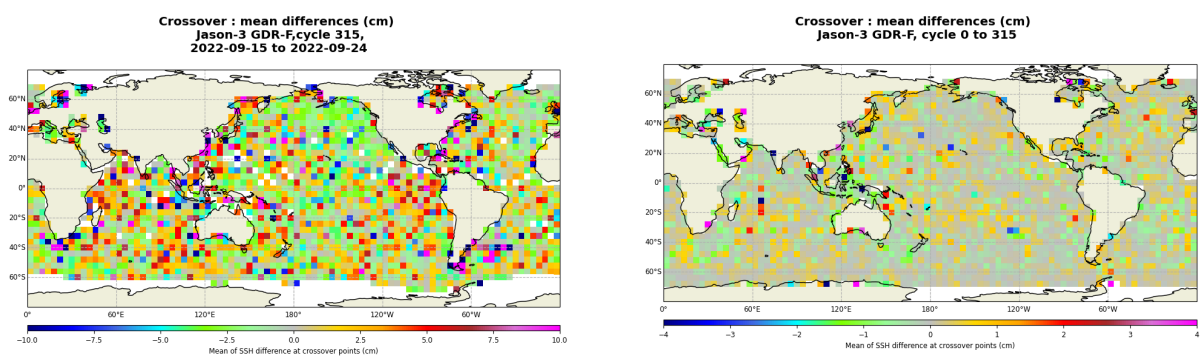 Crossover : mean differences (cm)
Jason-3 GDR-F,cycle 315,
2022-09-15 to 2022-09-24
60°N
40°N
20°N
0°
20°S
40°S
60°S
0° 60°E 120°E 180° 120°W 60°W
−10.0 −7.5 −5.0 −2.5 0.0 2.5 5.0 7.5 10.0
Mean of SSH difference at crossover points (cm)
Crossover : mean differences (cm)
Jason-3 GDR-F, cycle 0 to 315
60°N
40°N
20°N
0°
20°S
40°S
60°S
0° 60°E 120°E 180° 120°W 60°W
−4 −3 −2 −1 0 1 2 3 4
Mean of SSH difference at crossover points (cm)